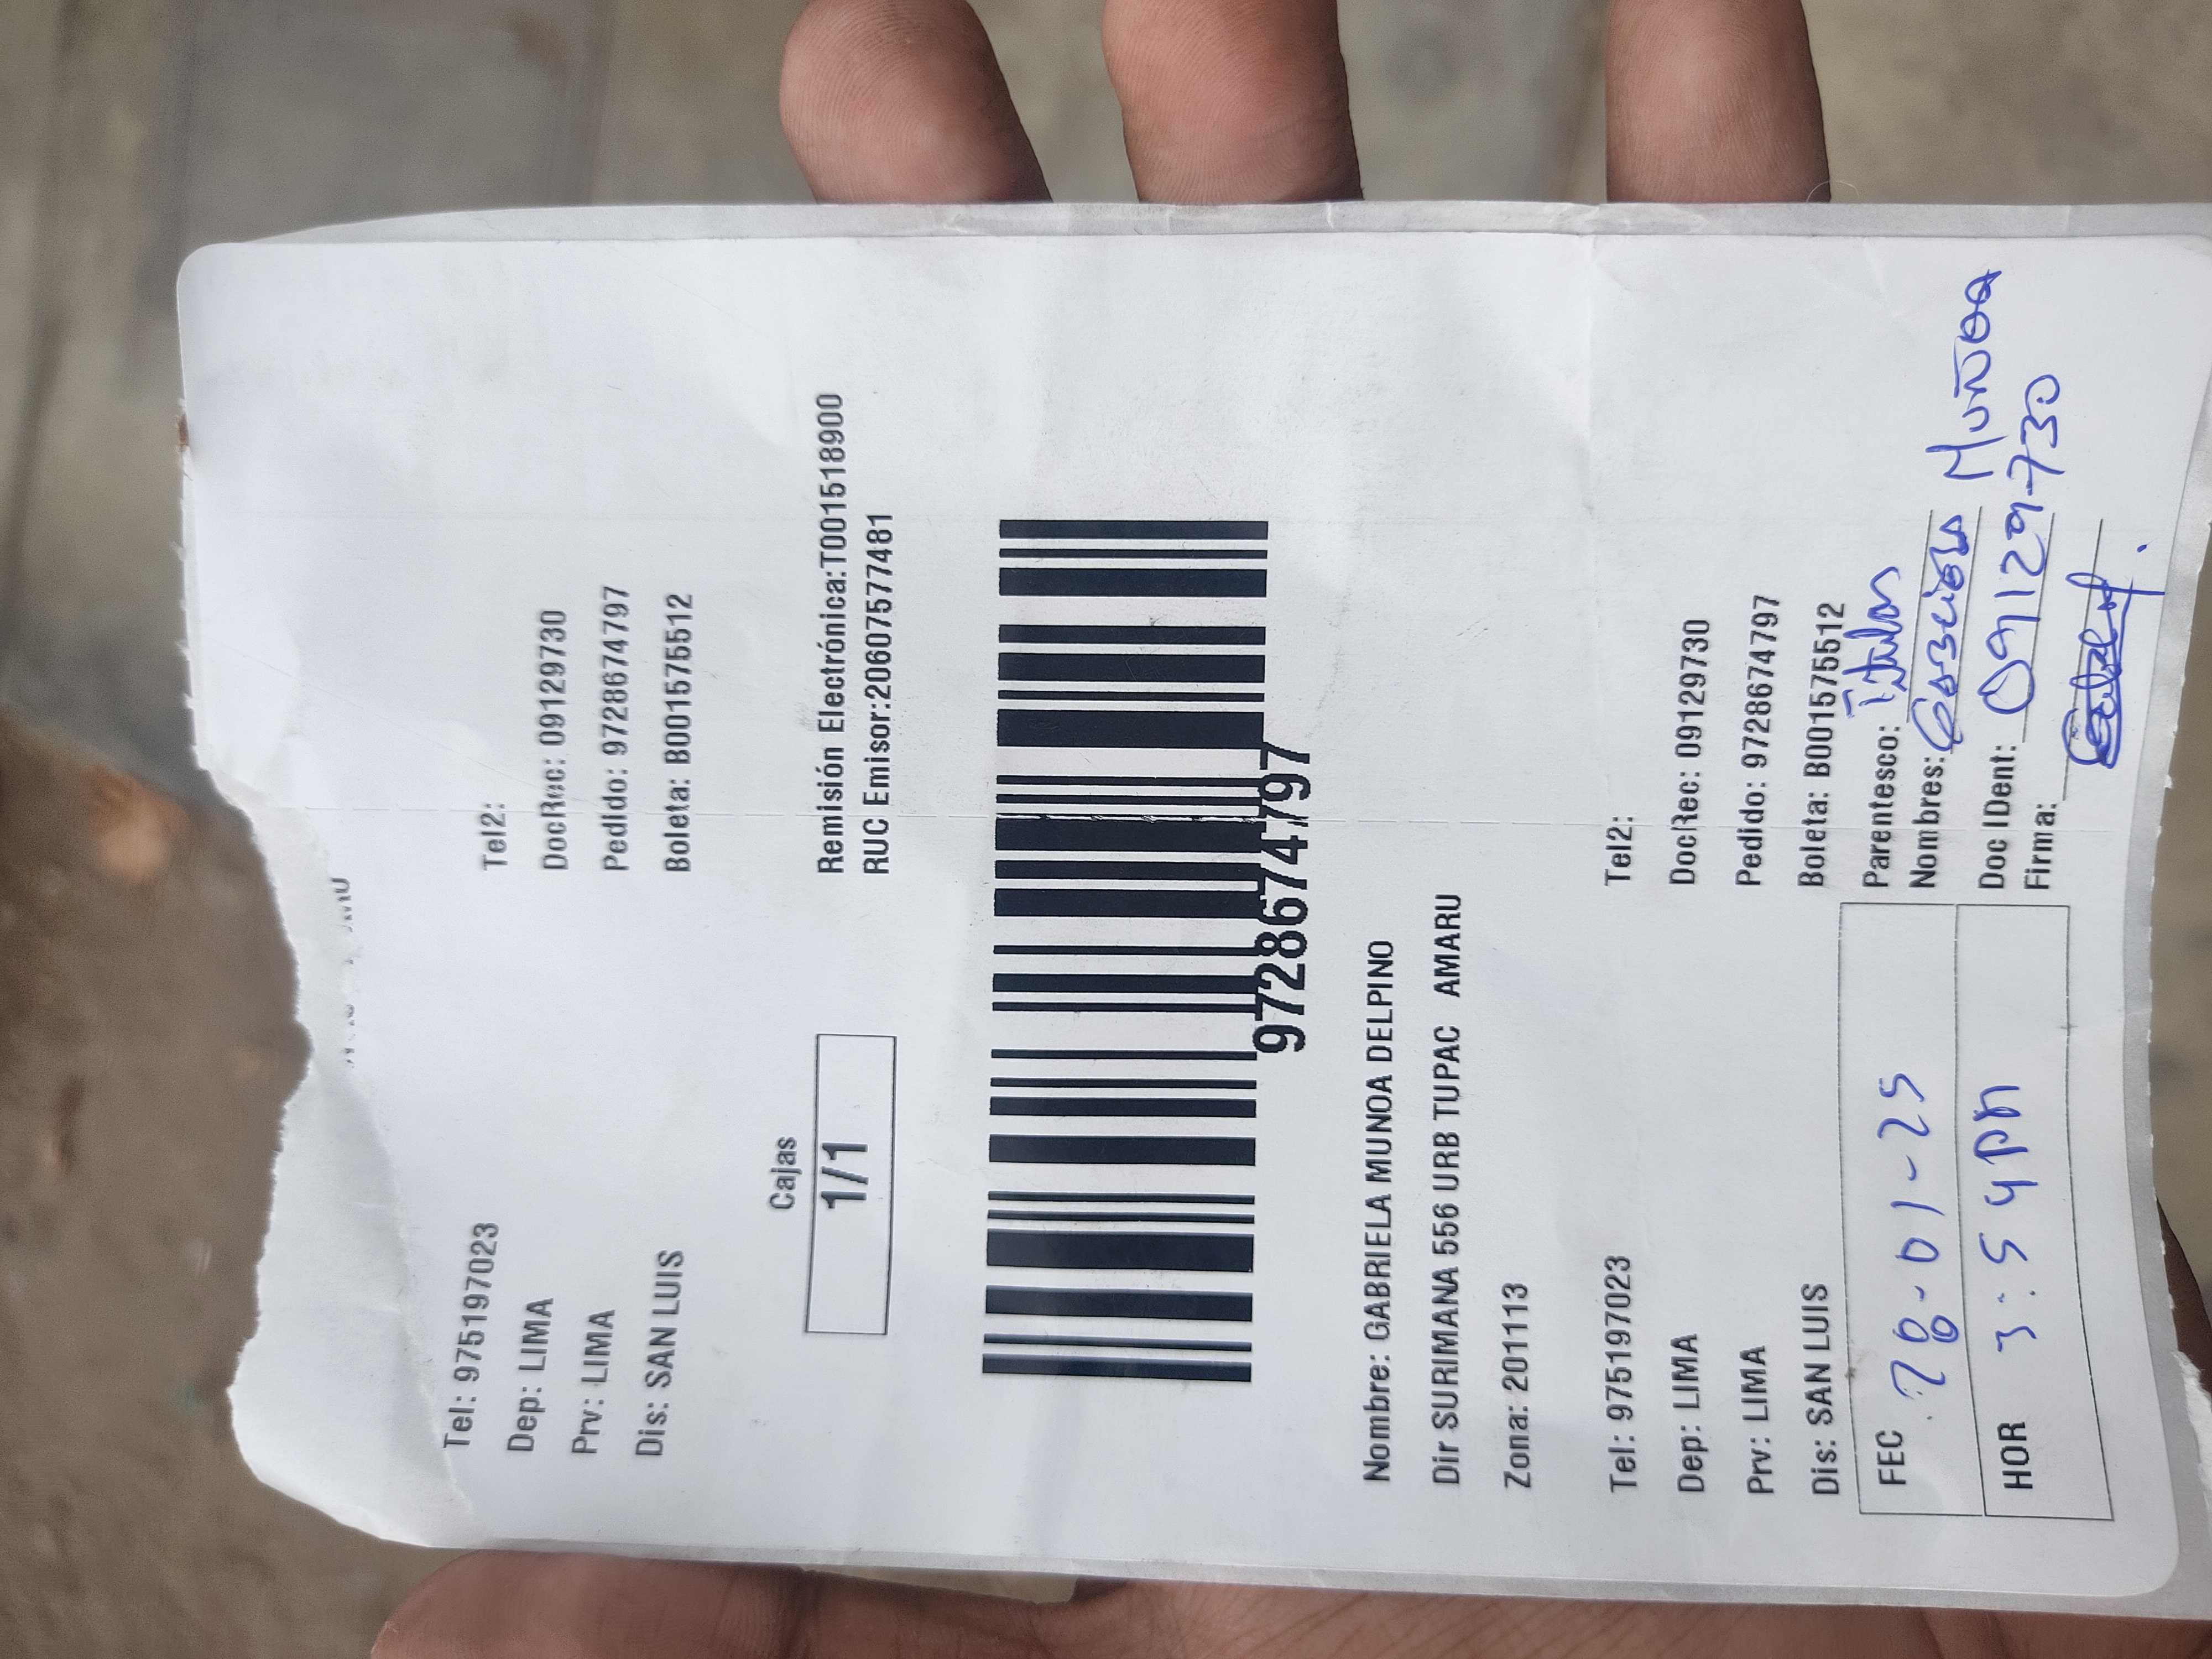 Tel: 975197023 Tel2:
Dep: LIMA DocRec: 09129730
Prv: LIMA Pedido: 9728674797
Dis: SAN LUIS Boleta: B001575512
Cajas
1/1
Remisión Electrónica:T001518900
RUC Emisor:20607577481
9728674797
Nombre: GABRIELA MUNOA DELPINO
Dir SURIMANA 556 URB TUPAC AMARU
Zona: 201113
Tel: 975197023 Tel2:
Dep: LIMA DocRec: 09129730
Prv: LIMA Pedido: 9728674797
Dis: SAN LUIS Boleta: B001575512
FEC 28-01-25 Parentesco: Titular
Nombres: Gabriela Muñoa
HOR 3:54pm Doc IDent: 09129730
Firma: